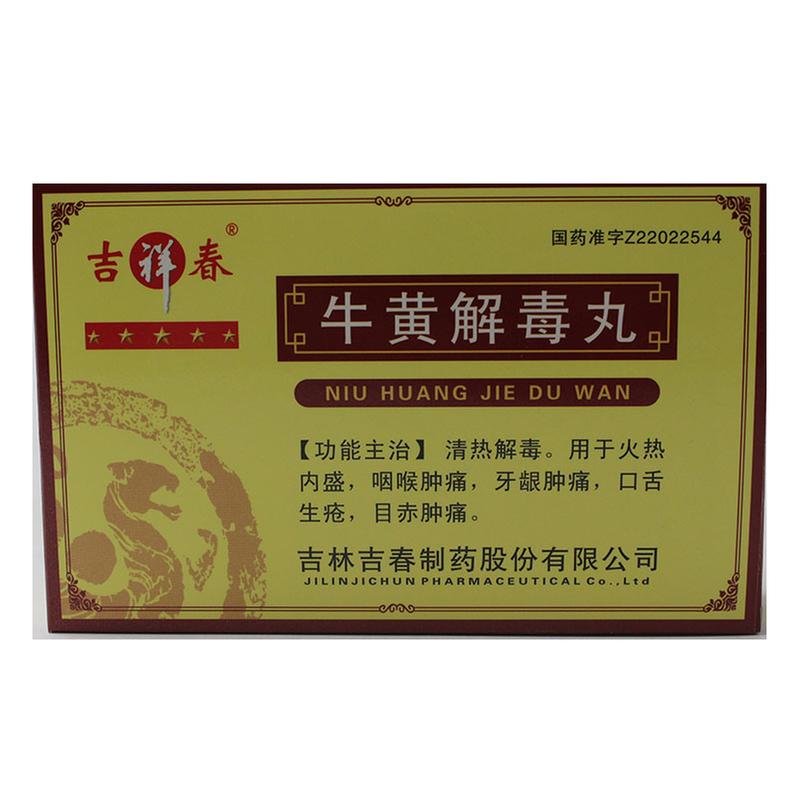 吉祥春®
国药准字Z22022544
牛黄解毒丸
NIU HUANG JIE DU WAN
【功能主治】 清热解毒。用于火热
内盛，咽喉肿痛，牙龈肿痛，口舌
生疮，目赤肿痛。
吉林吉春制药股份有限公司
JILINJICHUN PHARMACEUTICAL Co.,Ltd